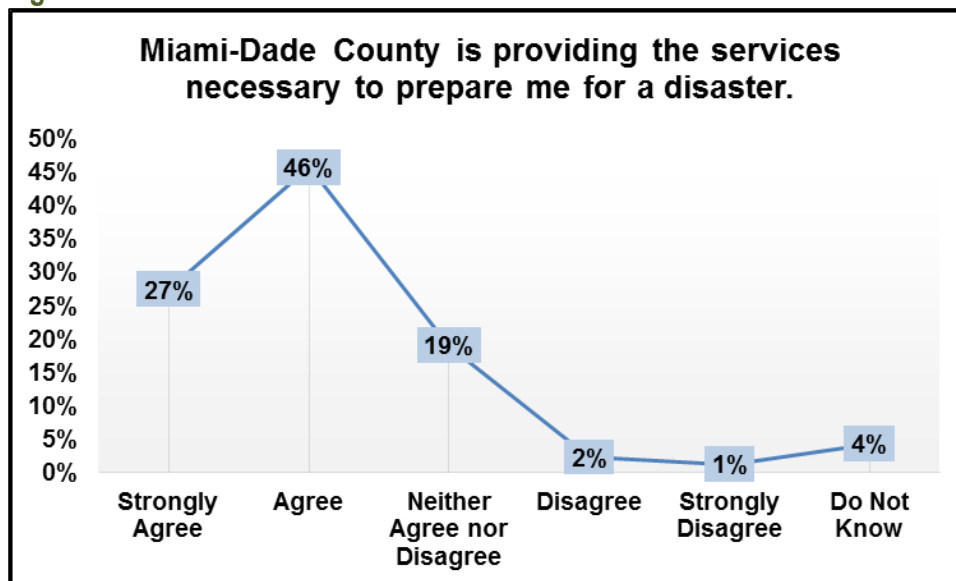 Miami-Dade County is providing the services
necessary to prepare me for a disaster.
50%
45%
40%
35%
30%
25%
20%
15%
10%
5%
0%
46%
27%
19%
2%
1%
4%
Strongly
Agree
Agree
Neither
Agree nor
Disagree
Disagree
Strongly
Disagree
Do Not
Know